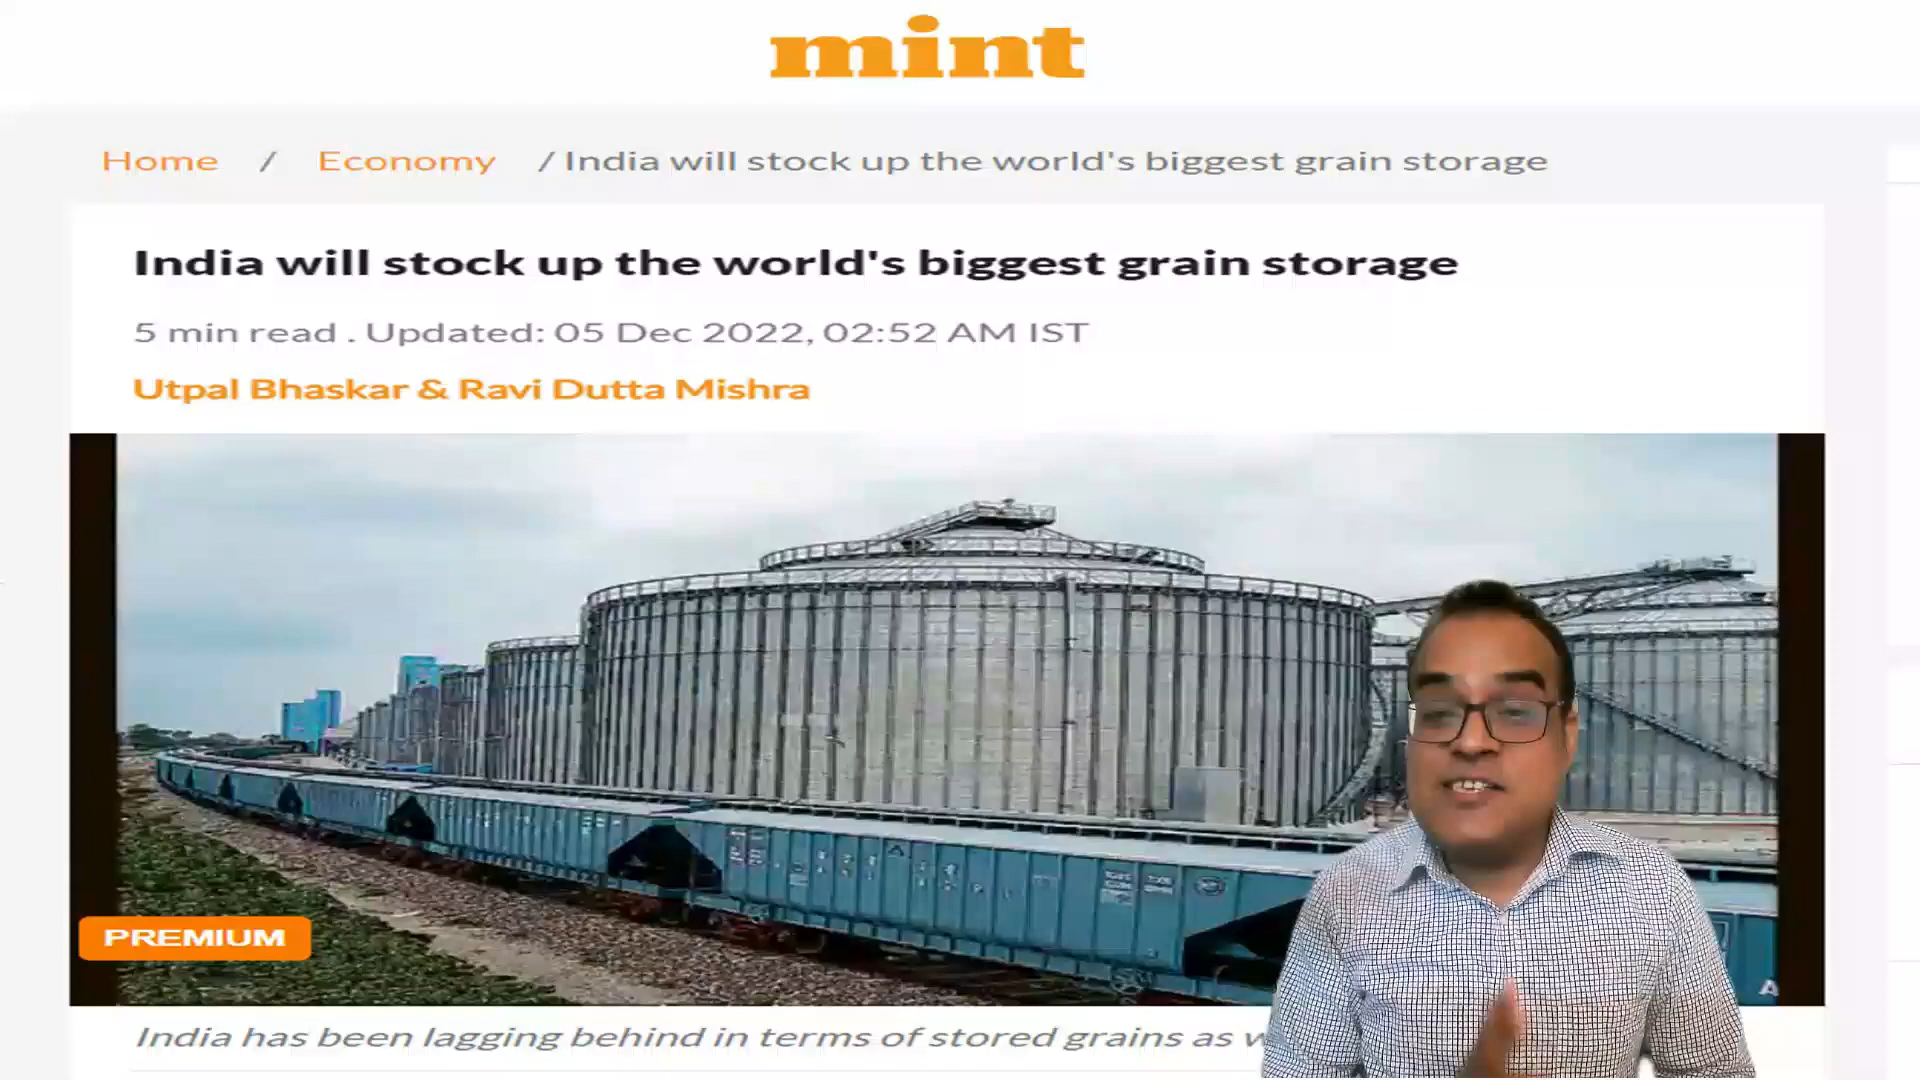 mint
Home / Economy / India will stock up the world's biggest grain storage
India will stock up the world's biggest grain storage
5 min read . Updated: 05 Dec 2022, 02:52 AM IST
Utpal Bhaskar & Ravi Dutta Mishra
PREMIUM
A
India has been lagging behind in terms of stored grains as